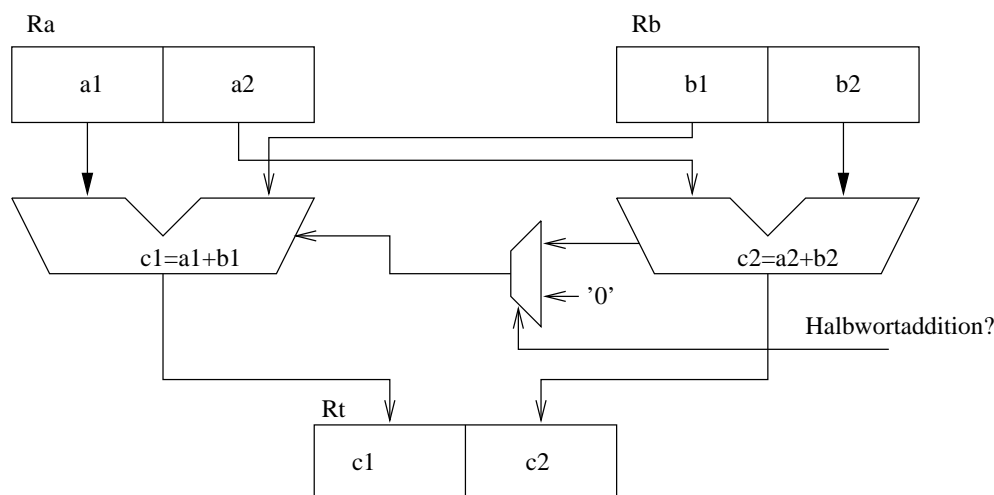 Ra
Rb
a1
a2
b1
b2
c1=a1+b1
c2=a2+b2
’0’
Halbwortaddition?
Rt
c1
c2